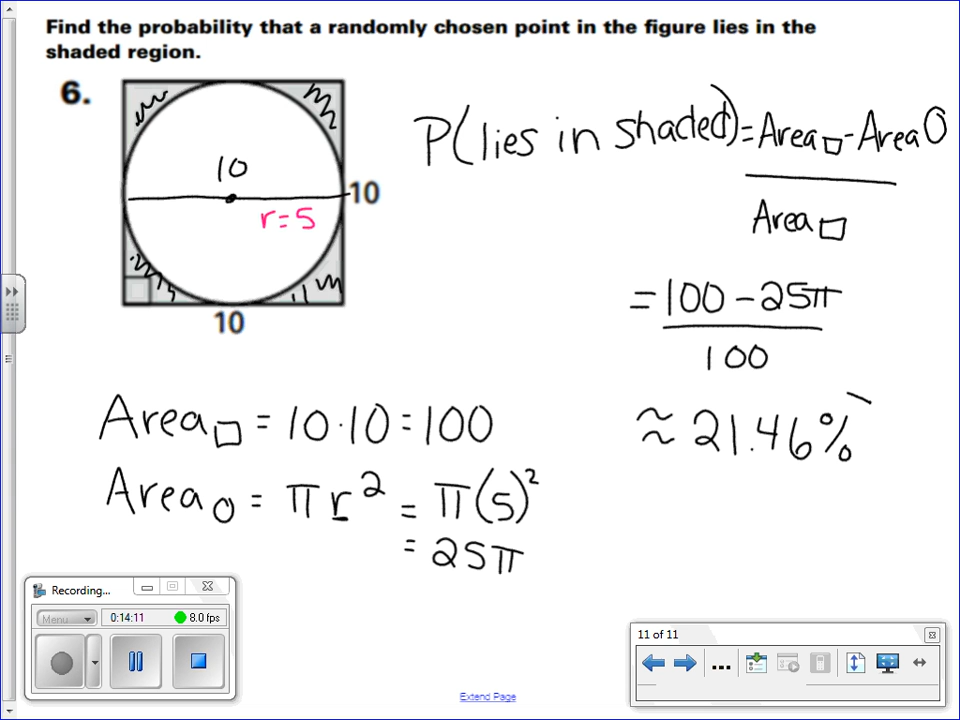 Find the probability that a randomly chosen point in the figure lies in the
shaded region.
6.
10
r=5
10
10
P(lies in shaded)=Area□-Area○
Area□
=100-25π
100
≈21.46%
Area□=10·10=100
Area○=πr²=π(5)²
=25π
Recording...
Menu
0:14:11
8.0 fps
11 of 11
...
Extend Page